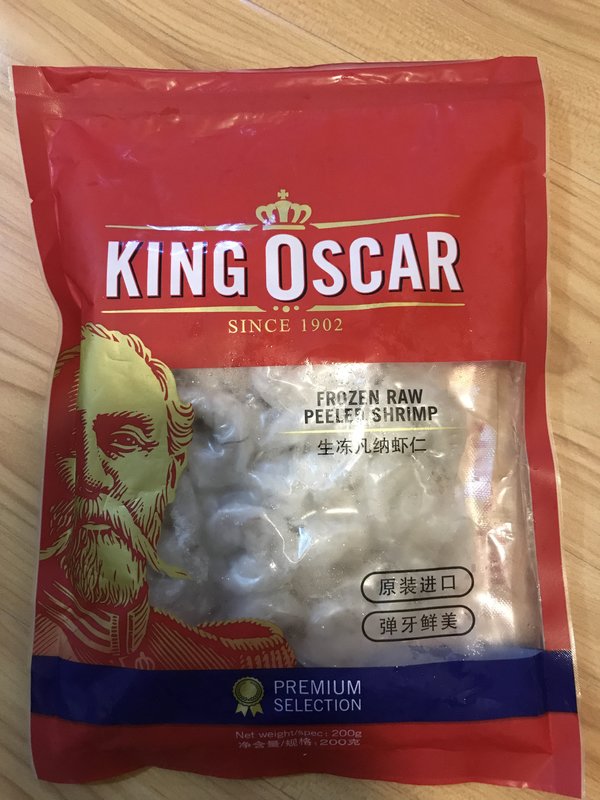 KING OSCAR
SINCE 1902
FROZEN RAW
PEELED SHRIMP
生冻凡纳虾仁
原装进口
弹牙鲜美
PREMIUM
SELECTION
Net weight/spec: 200g
净含量/规格: 200克